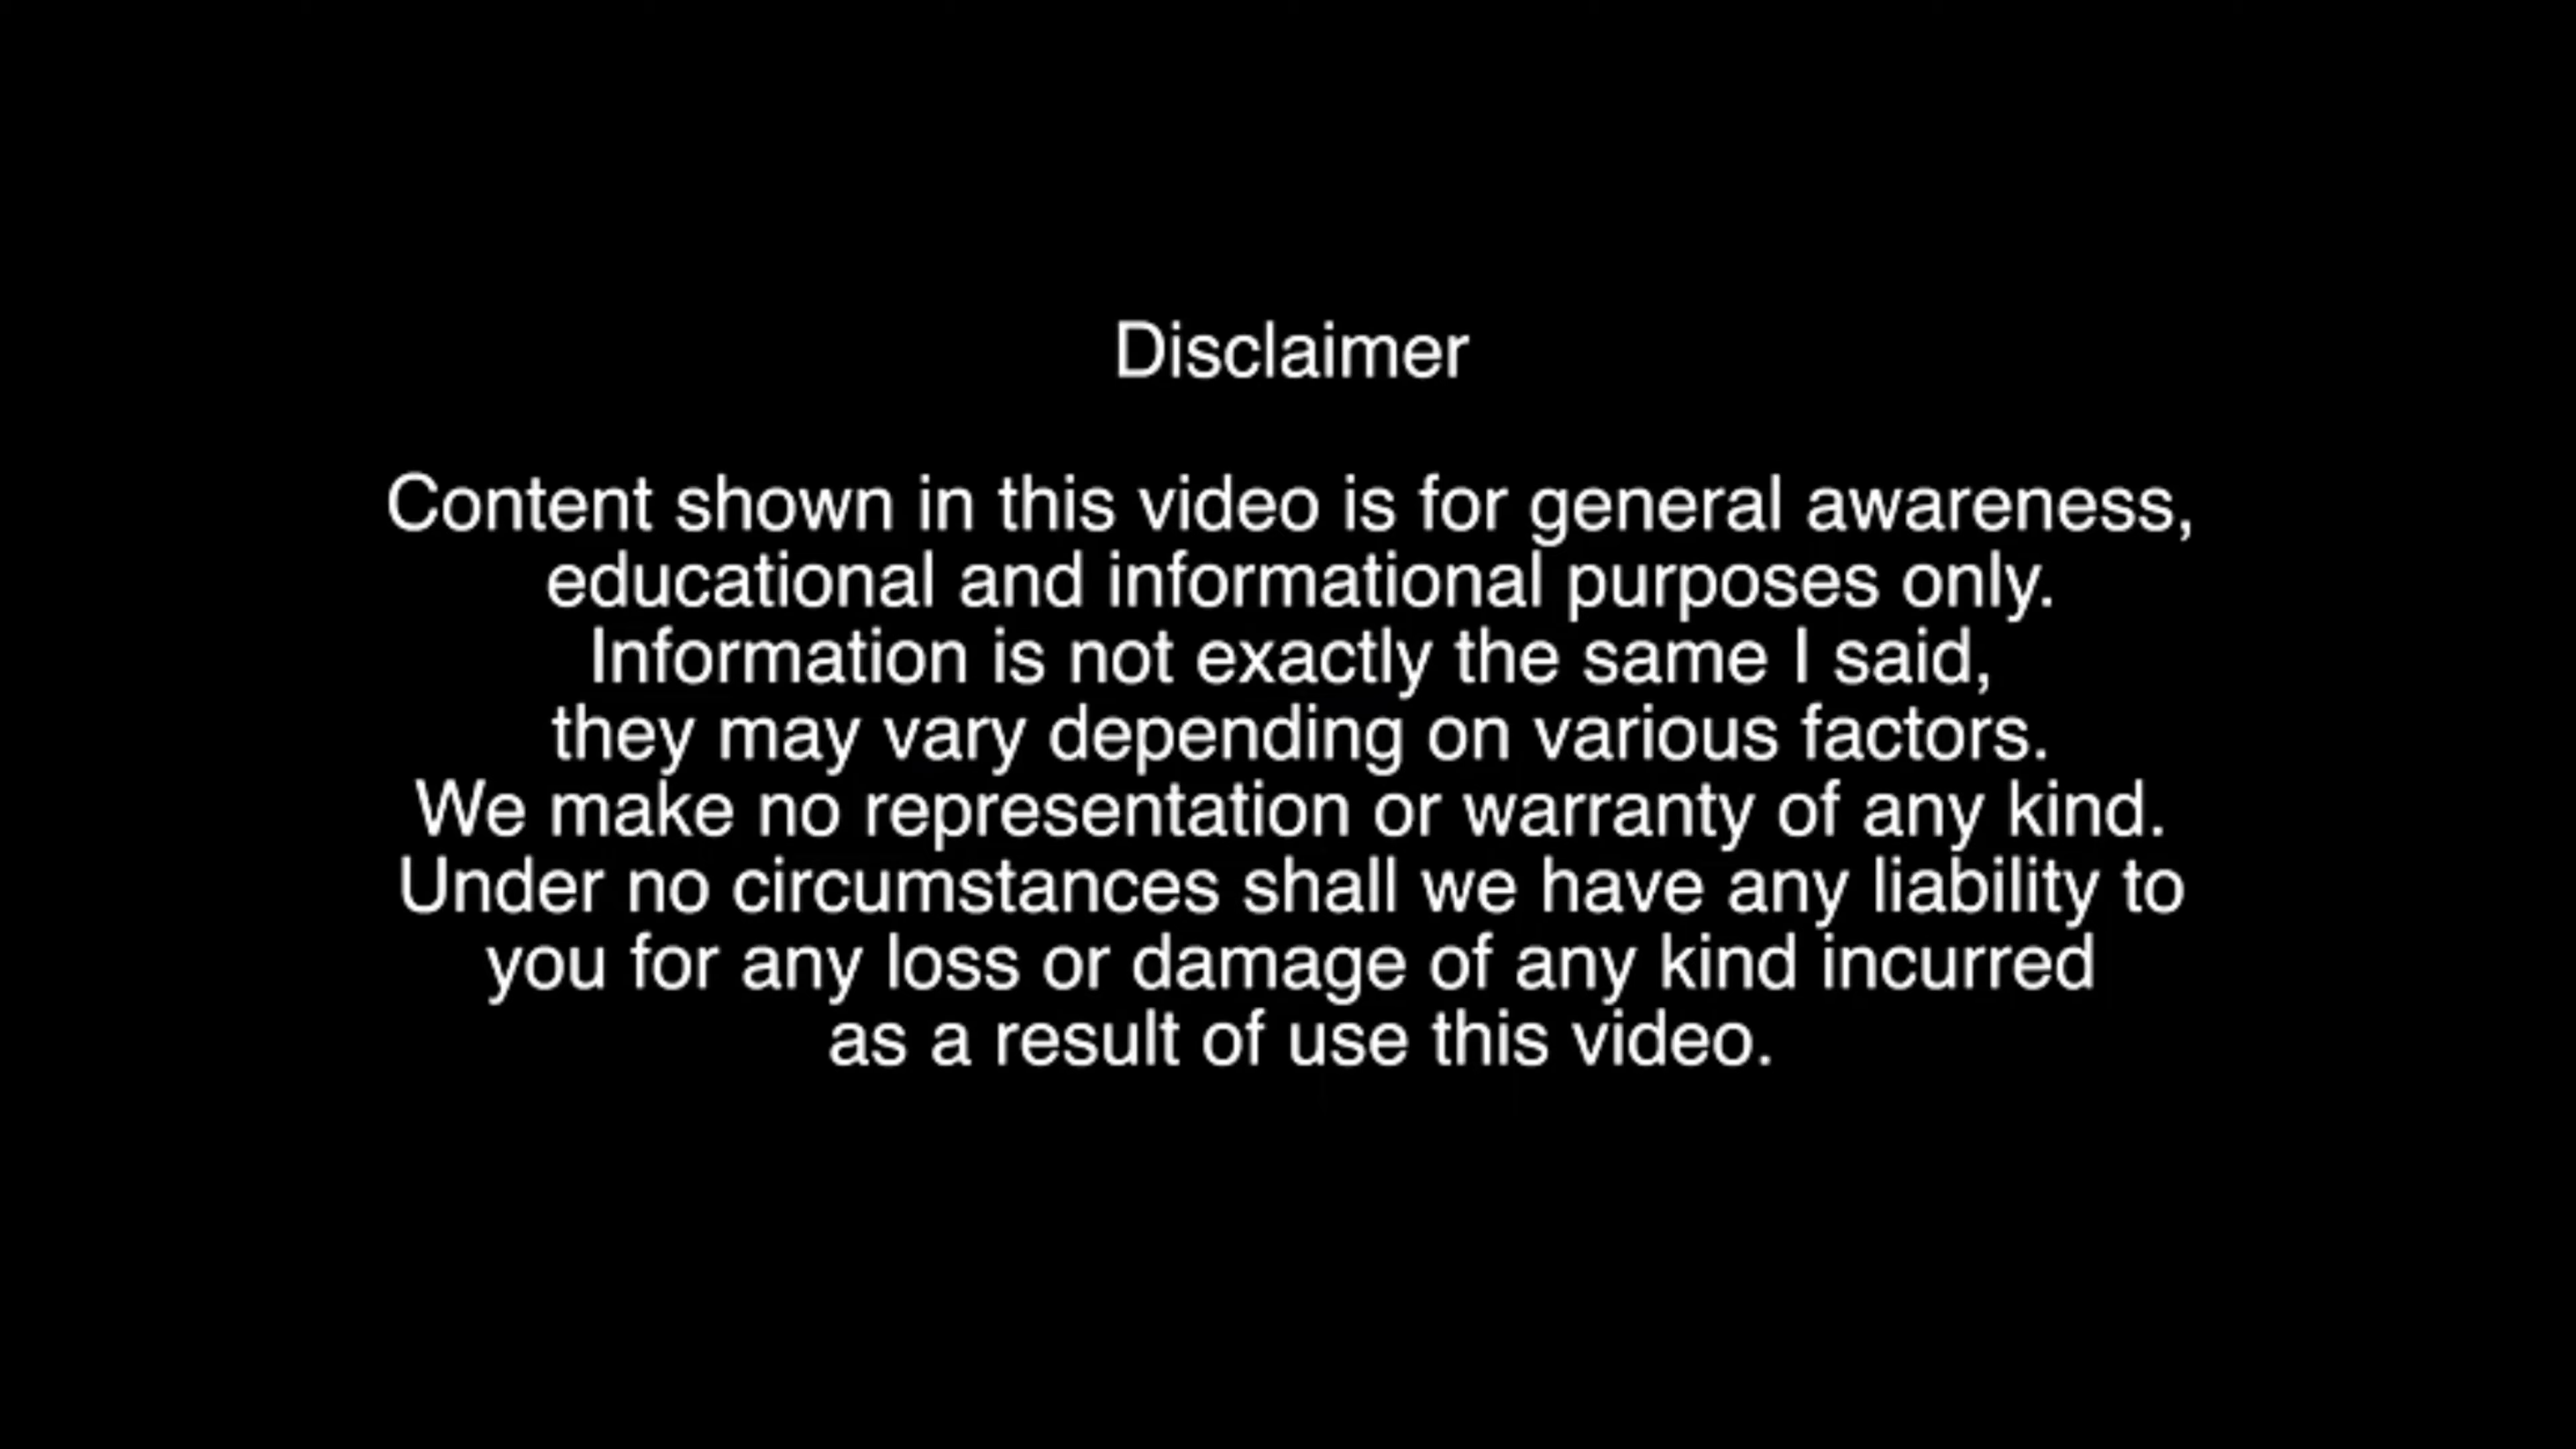 Disclaimer
Content shown in this video is for general awareness,
educational and informational purposes only.
Information is not exactly the same I said,
they may vary depending on various factors.
We make no representation or warranty of any kind.
Under no circumstances shall we have any liability to
you for any loss or damage of any kind incurred
as a result of use this video.